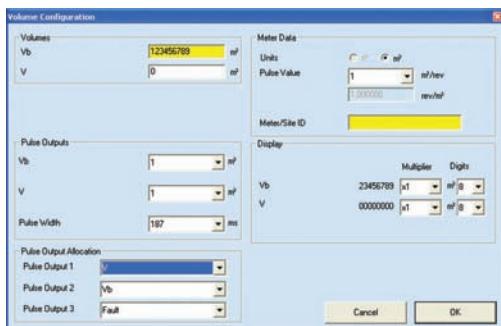 Volume Configuration
Volumes
Vb 123456789 m³
V 0 m³
Pulse Outputs
Vb 1 m³
V 1 m³
Pulse Width 187 ms
Pulse Output Allocation
Pulse Output 1 V
Pulse Output 2 Vb
Pulse Output 3 Fault
Meter Data
Units m³
Pulse Value 1 m³/rev
1.000000 rev/m³
Meter/Site ID
Display
Multiplier Digits
Vb 23456789 x1 m³ 8
V 00000000 x1 m³ 8
Cancel OK